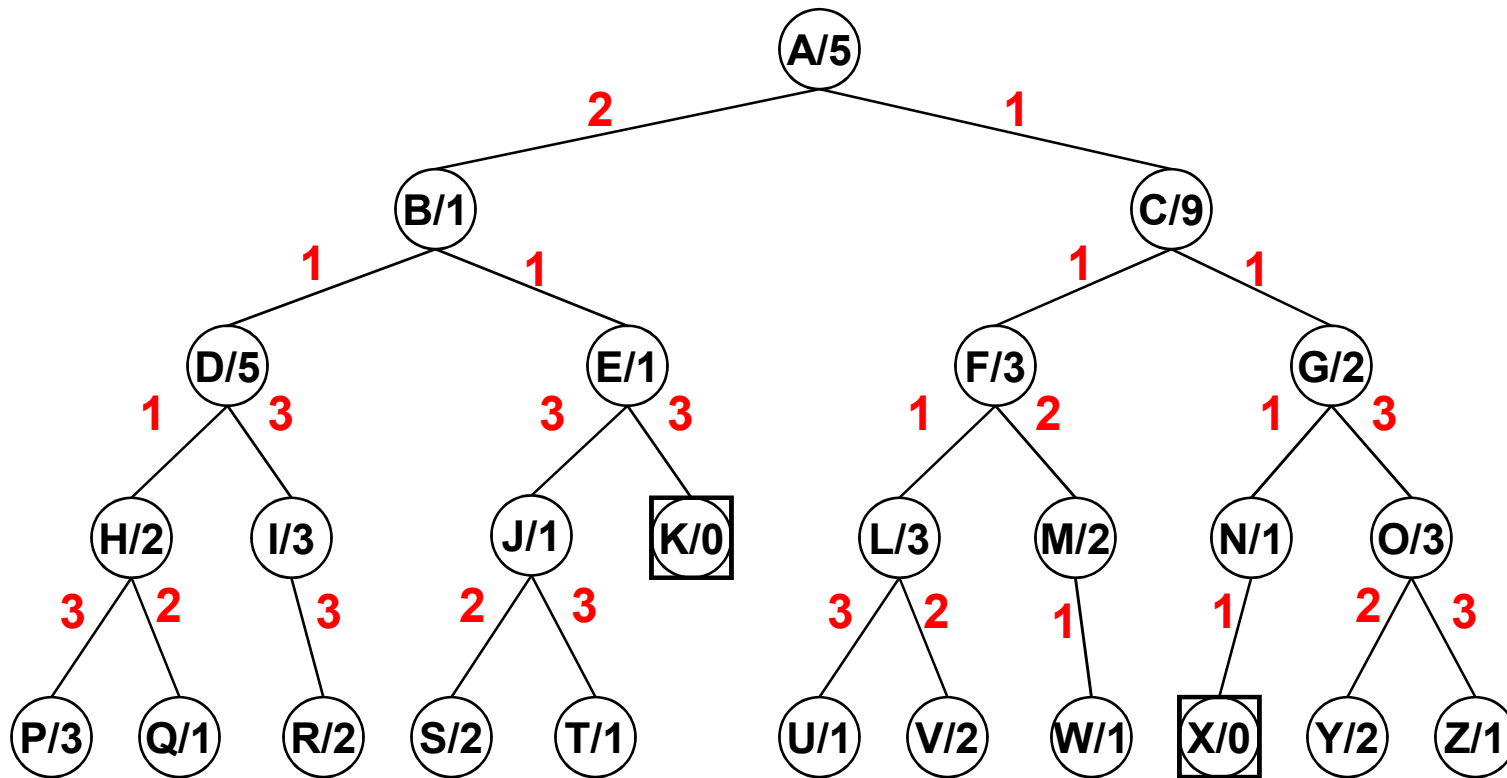 A/5
2 1
B/1 C/9
1 1 1 1
D/5 E/1 F/3 G/2
1 3 3 3 1 2 1 3
H/2 I/3 J/1 K/0 L/3 M/2 N/1 O/3
3 2 3 2 3 3 2 1 1 2 3
P/3 Q/1 R/2 S/2 T/1 U/1 V/2 W/1 X/0 Y/2 Z/1